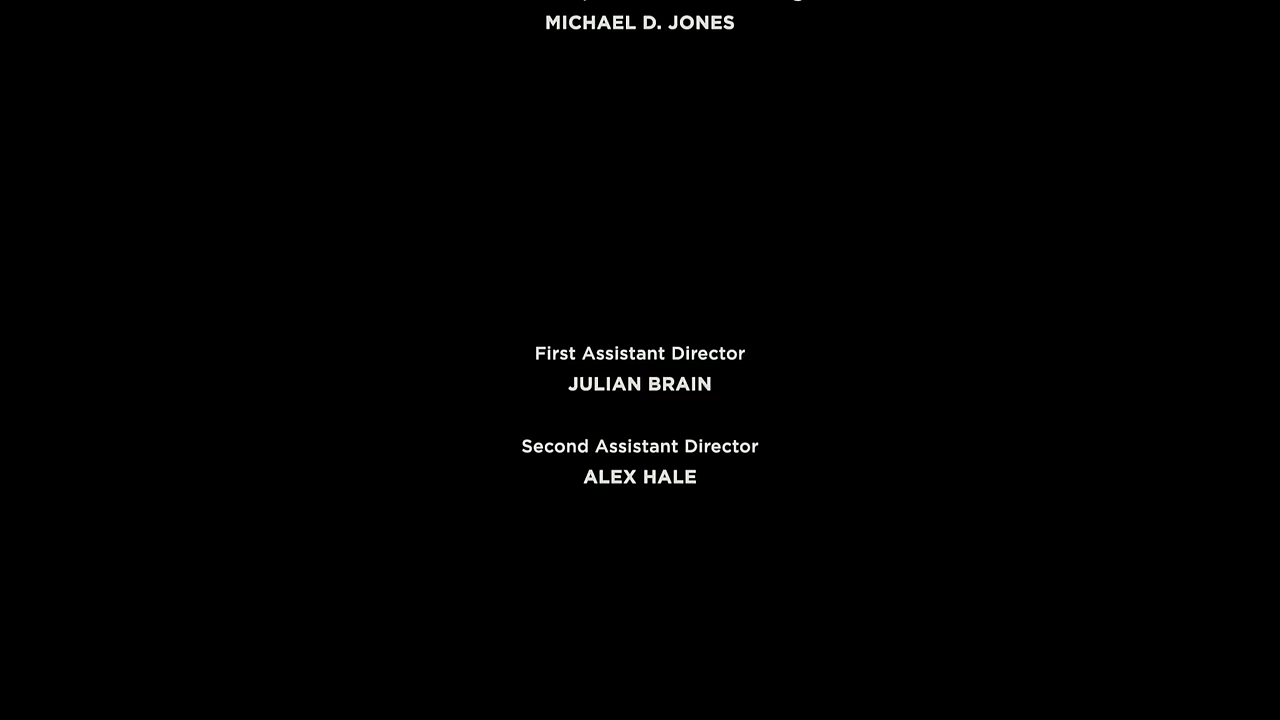 MICHAEL D. JONES
First Assistant Director
JULIAN BRAIN
Second Assistant Director
ALEX HALE